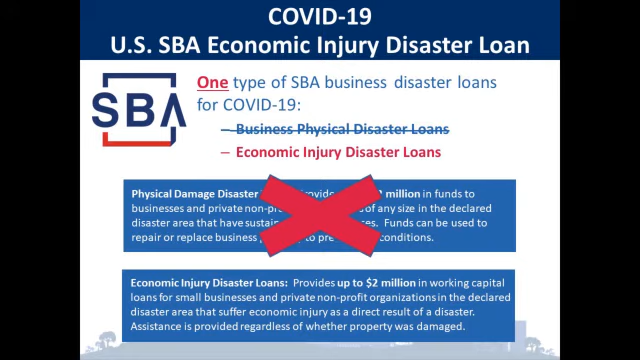 COVID-19
U.S. SBA Economic Injury Disaster Loan
SBA
One type of SBA business disaster loans
for COVID-19:
– Business Physical Disaster Loans
– Economic Injury Disaster Loans
Physical Damage Disaster million in funds to
businesses and private non- of any size in the declared
disaster area that have sustain Funds can be used to
repair or replace business to conditions.
Economic Injury Disaster Loans: Provides up to $2 million in working capital
loans for small businesses and private non-profit organizations in the declared
disaster area that suffer economic injury as a direct result of a disaster.
Assistance is provided regardless of whether property was damaged.